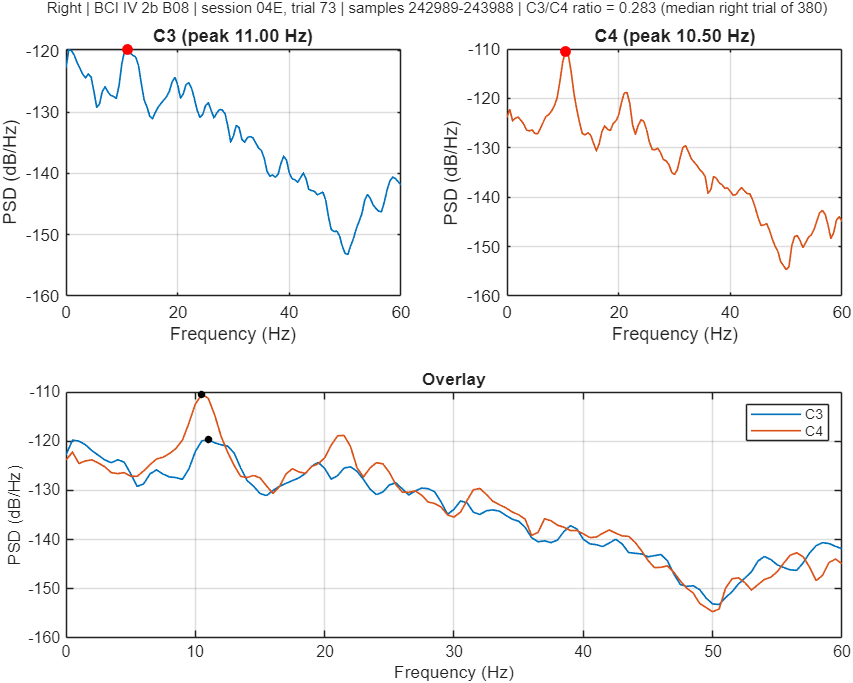 Right | BCI IV 2b B08 | session 04E, trial 73 | samples 242989-243988 | C3/C4 ratio = 0.283 (median right trial of 380)
C3 (peak 11.00 Hz)
-120
-130
-140
-150
-160
PSD (dB/Hz)
0 20 40 60
Frequency (Hz)
C4 (peak 10.50 Hz)
-110
-120
-130
-140
-150
-160
PSD (dB/Hz)
0 20 40 60
Frequency (Hz)
Overlay
-110
-120
-130
-140
-150
-160
PSD (dB/Hz)
C3
C4
0 10 20 30 40 50 60
Frequency (Hz)